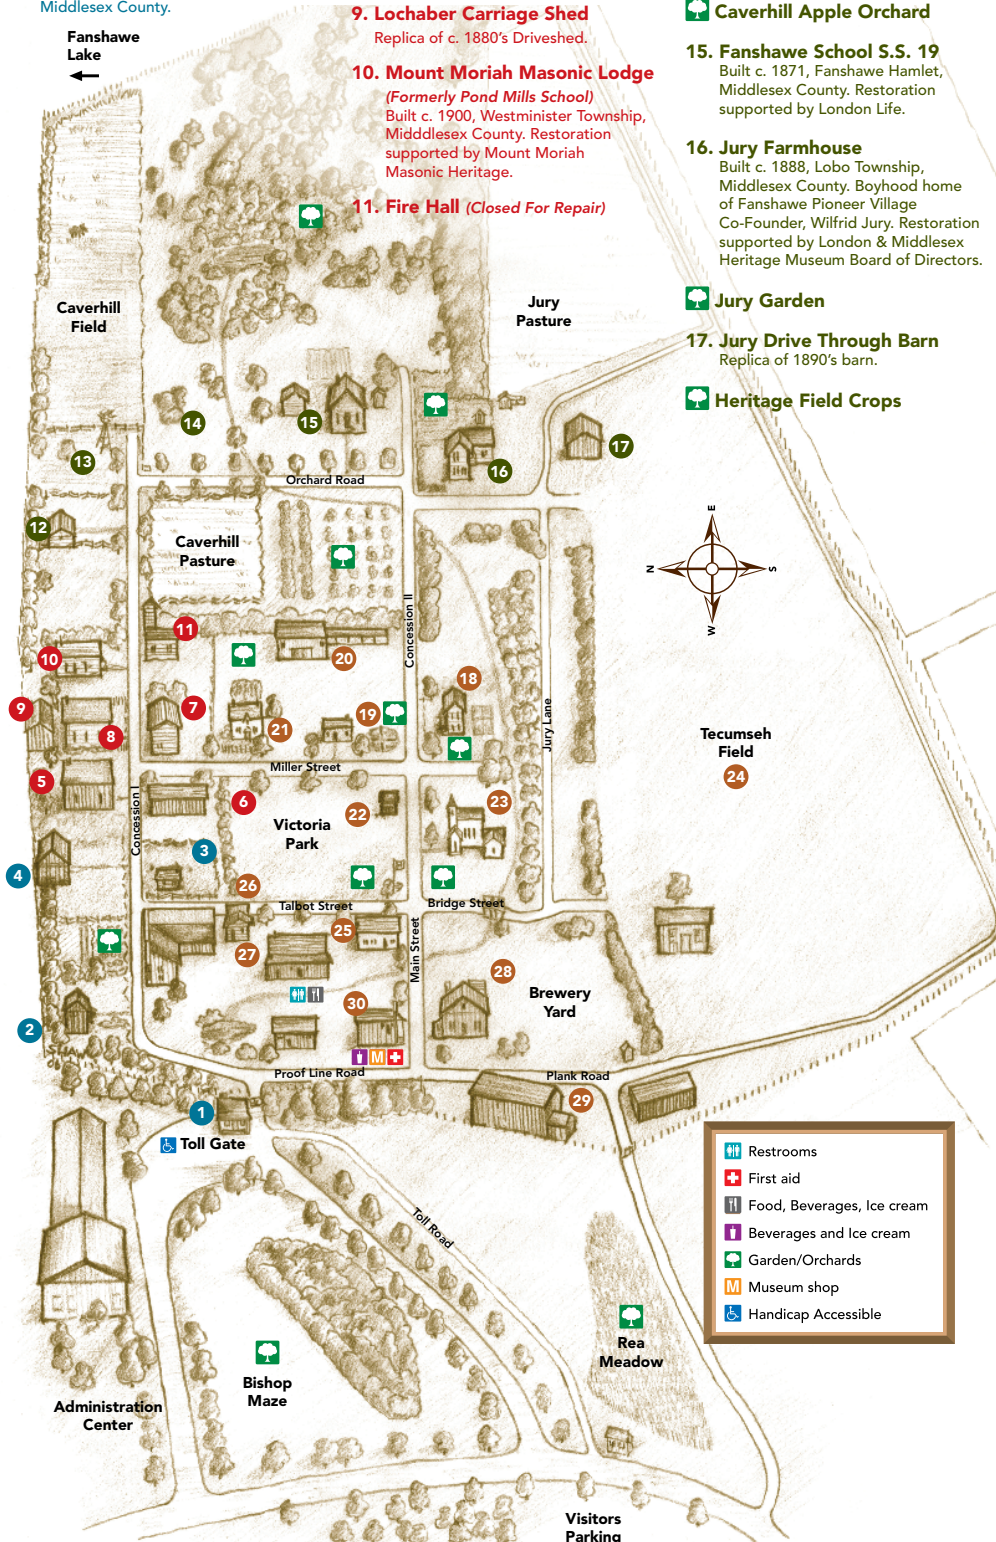 Middlesex County.
Fanshawe
Lake
9. Lochaber Carriage Shed
Replica of c. 1880's Driveshed.
10. Mount Moriah Masonic Lodge
(Formerly Pond Mills School)
Built c. 1900, Westminister Township,
Midddlesex County. Restoration
supported by Mount Moriah
Masonic Heritage.
11. Fire Hall (Closed For Repair)
Caverhill Apple Orchard
15. Fanshawe School S.S. 19
Built c. 1871, Fanshawe Hamlet,
Middlesex County. Restoration
supported by London Life.
16. Jury Farmhouse
Built c. 1888, Lobo Township,
Middlesex County. Boyhood home
of Fanshawe Pioneer Village
Co-Founder, Wilfrid Jury. Restoration
supported by London & Middlesex
Heritage Museum Board of Directors.
Jury Garden
17. Jury Drive Through Barn
Replica of 1890's barn.
Heritage Field Crops
Caverhill
Field
Jury
Pasture
14
15
17
13
16
Orchard Road
12
Caverhill
Pasture
E
N
S
W
Concession II
11
10
20
18
9
7
19
8
21
Jury Lane
Tecumseh
Field
24
Miller Street
5
6
22
23
Concession I
Victoria
Park
3
4
26
Talbot Street
Bridge Street
25
27
Main Street
28
Brewery
Yard
30
2
M
Proof Line Road
Plank Road
29
1
Toll Gate
Toll Road
Restrooms
First aid
Food, Beverages, Ice cream
Beverages and Ice cream
Garden/Orchards
M Museum shop
Handicap Accessible
Rea
Meadow
Bishop
Maze
Administration
Center
Visitors
Parking